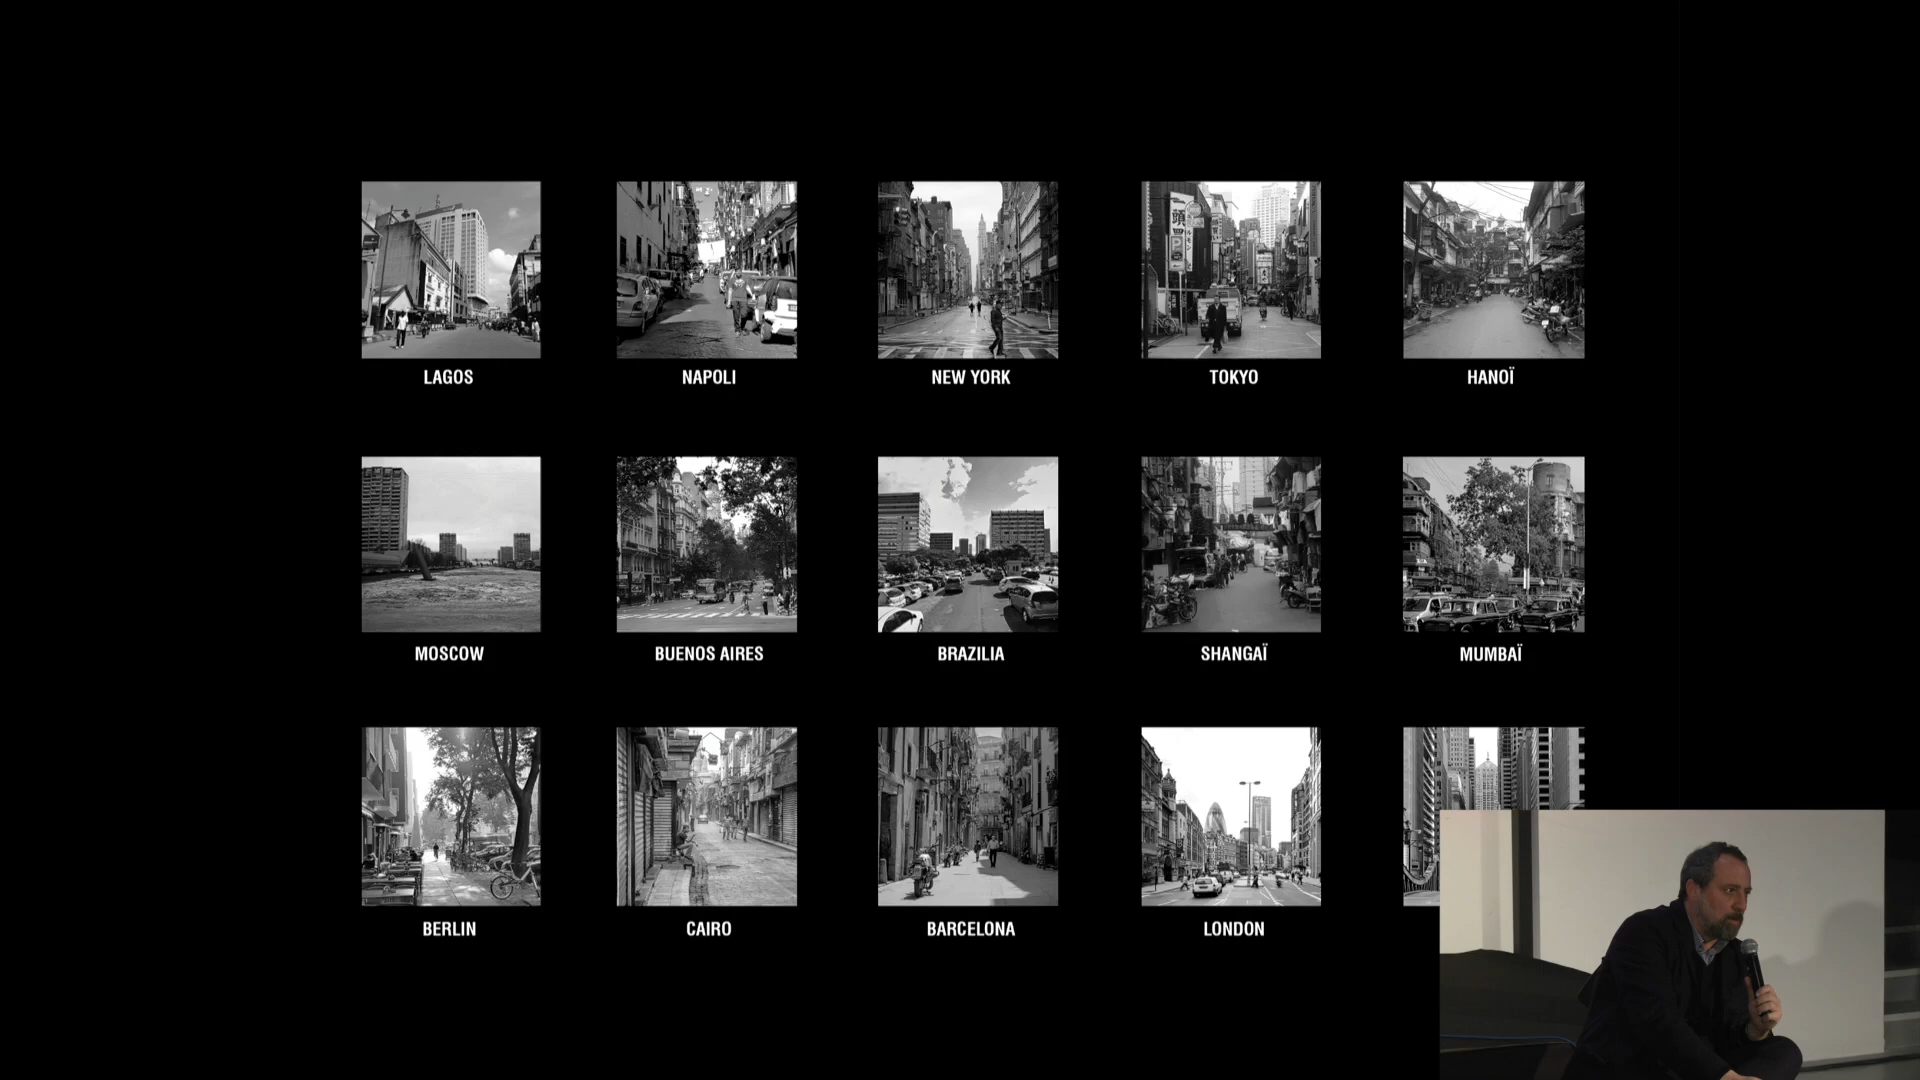 LAGOS
NAPOLI
NEW YORK
TOKYO
HANOÏ
MOSCOW
BUENOS AIRES
BRAZILIA
SHANGAÏ
MUMBAÏ
BERLIN
CAIRO
BARCELONA
LONDON